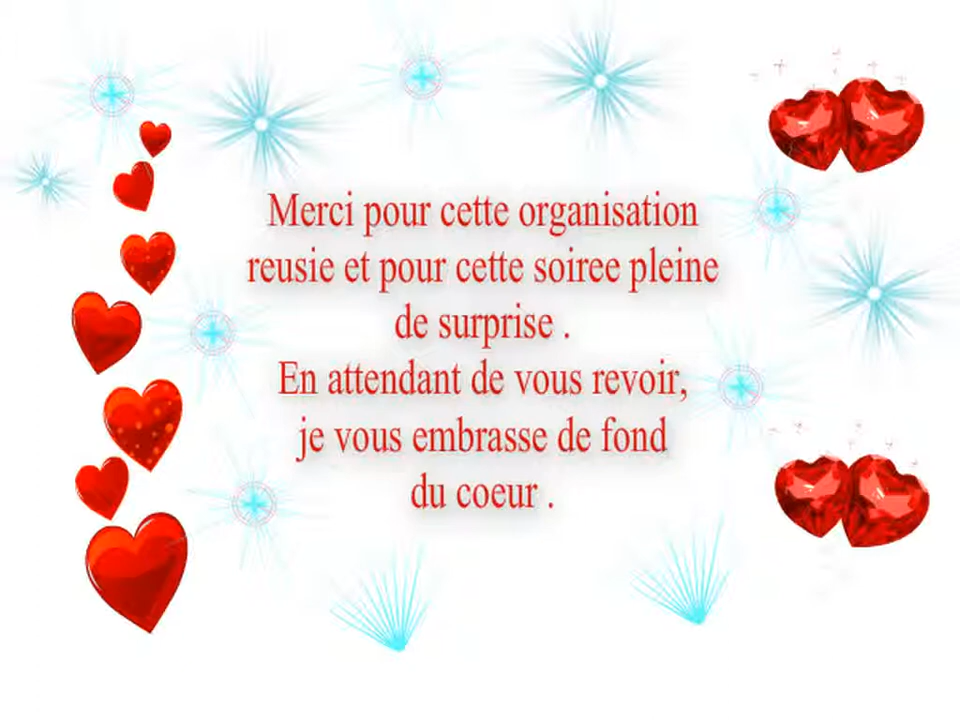 Merci pour cette organisation
reusie et pour cette soiree pleine
de surprise .
En attendant de vous revoir,
je vous embrasse de fond
du coeur .